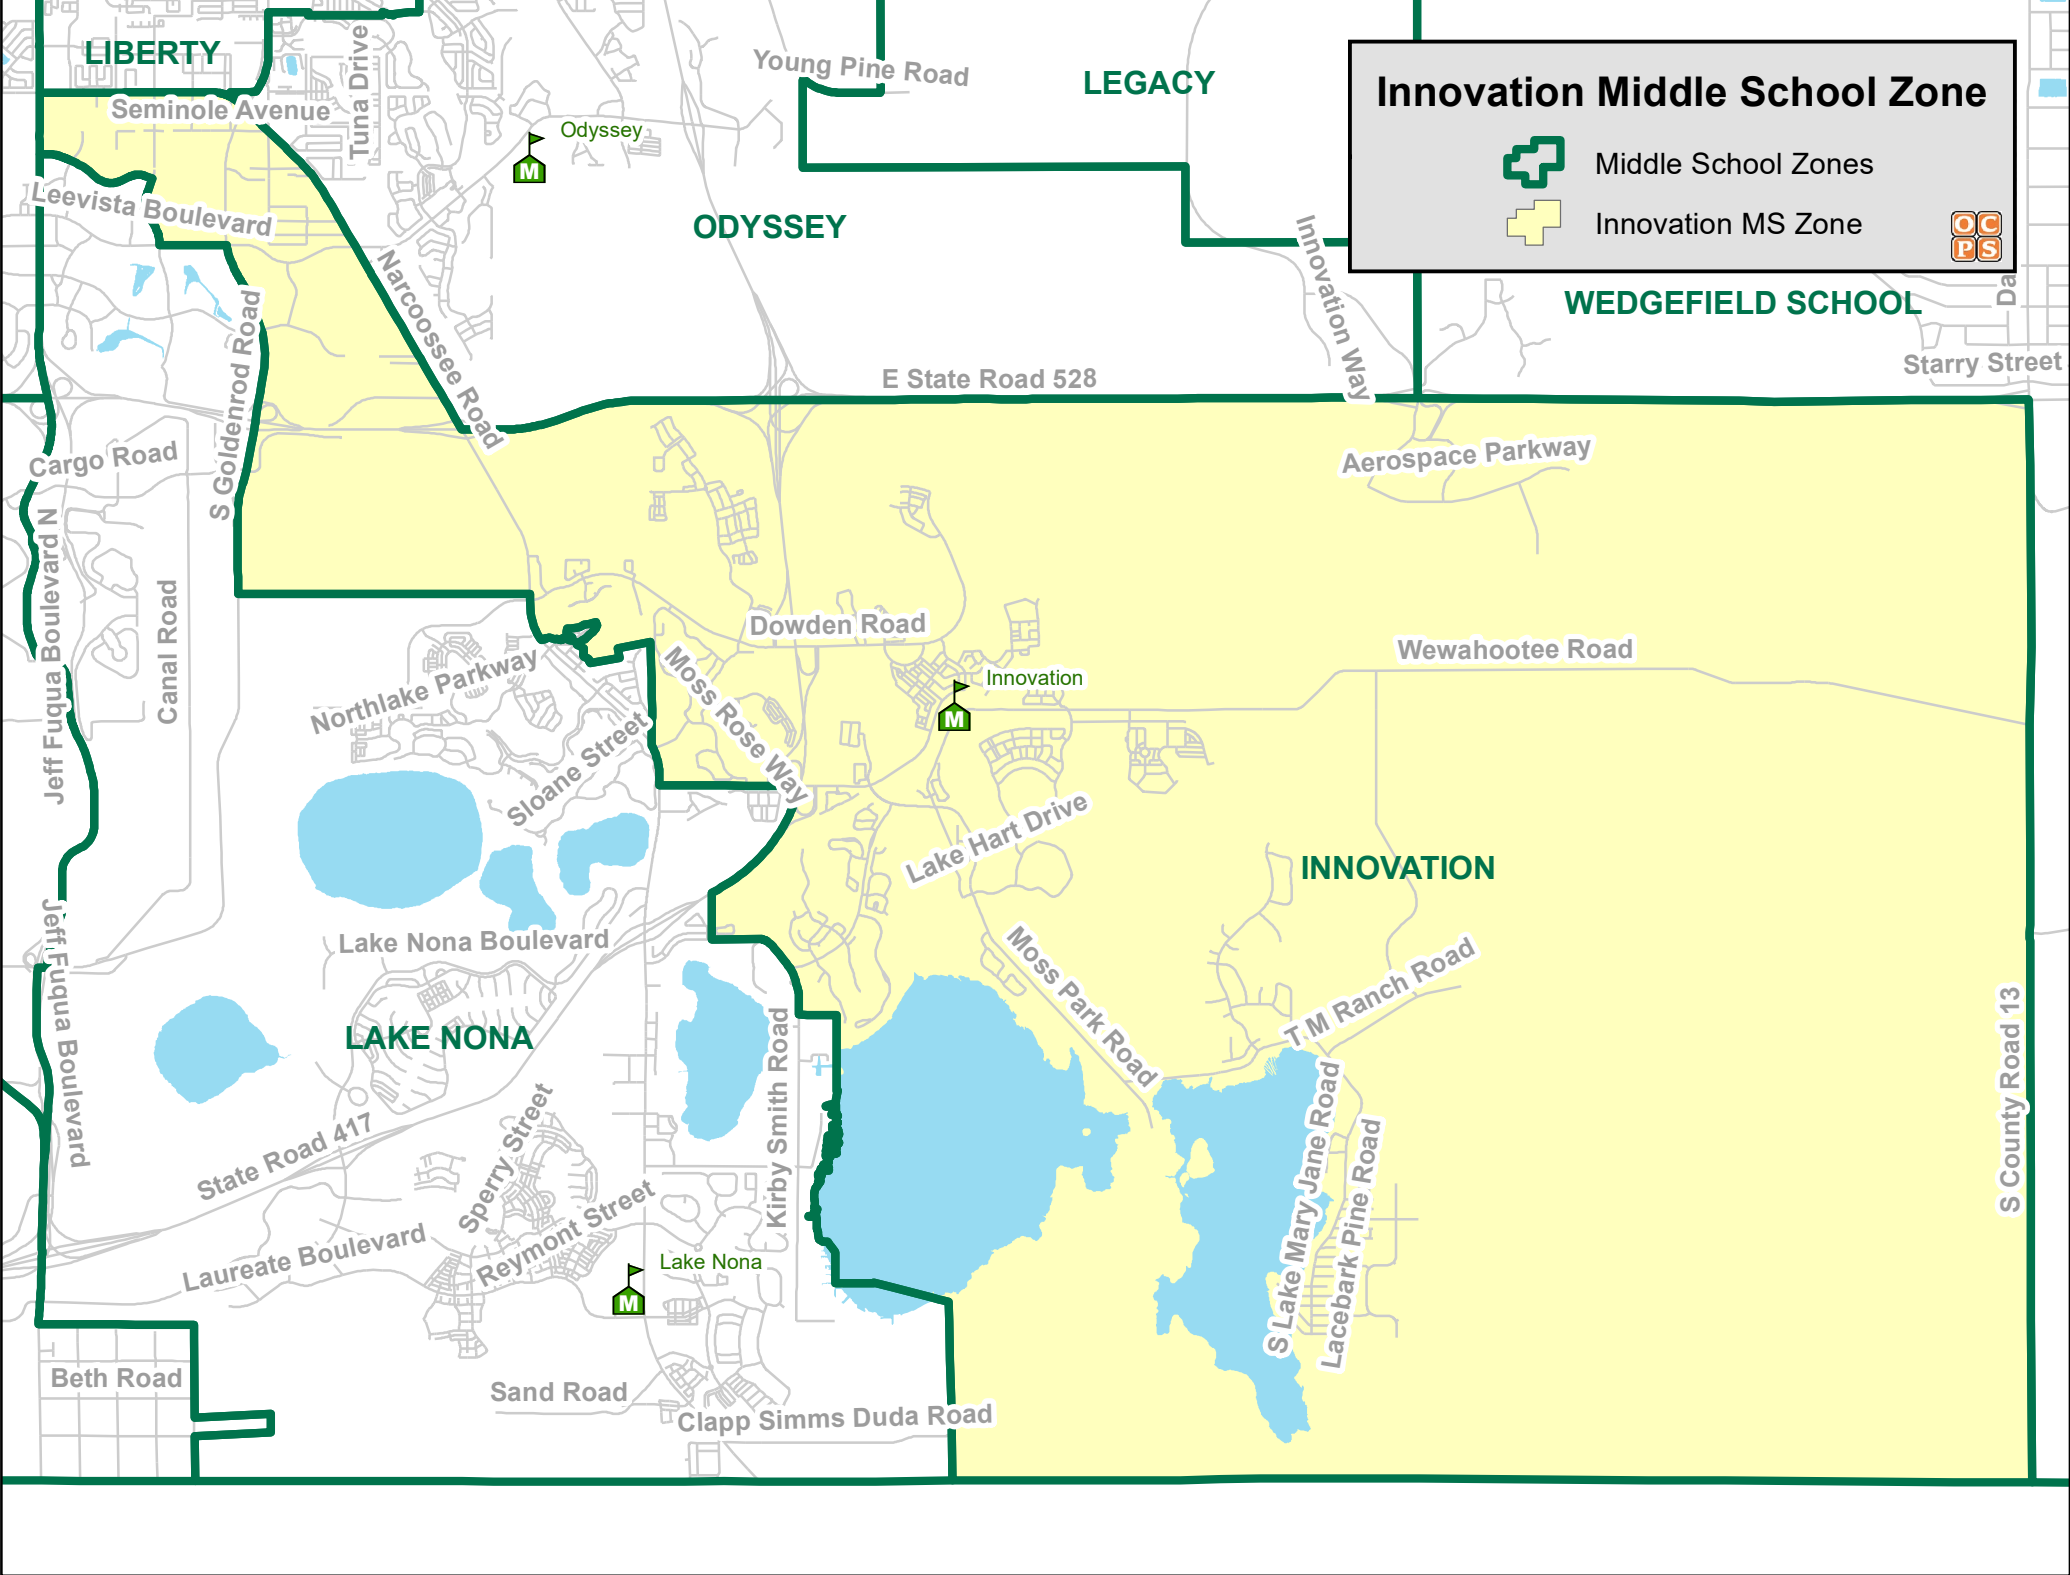 LIBERTY
Seminole Avenue
Tuna Drive
Young Pine Road
LEGACY
Innovation Middle School Zone
Middle School Zones
Innovation MS Zone
OC
PS
Odyssey
M
Leevista Boulevard
ODYSSEY
Innovation Way
Da
WEDGEFIELD SCHOOL
Narcoossee Road
S Goldenrod Road
E State Road 528
Starry Street
Cargo Road
Aerospace Parkway
Jeff Fuqua Boulevard N
Canal Road
Dowden Road
Wewahootee Road
Northlake Parkway
Moss Rose Way
Innovation
M
Sloane Street
Lake Hart Drive
INNOVATION
Jeff Fuqua Boulevard
Lake Nona Boulevard
Moss Park Road
T M Ranch Road
LAKE NONA
Kirby Smith Road
S County Road 13
State Road 417
Sperry Street
S Lake Mary Jane Road
Lacebark Pine Road
Laureate Boulevard
Reymont Street
Lake Nona
M
Beth Road
Sand Road
Clapp Simms Duda Road